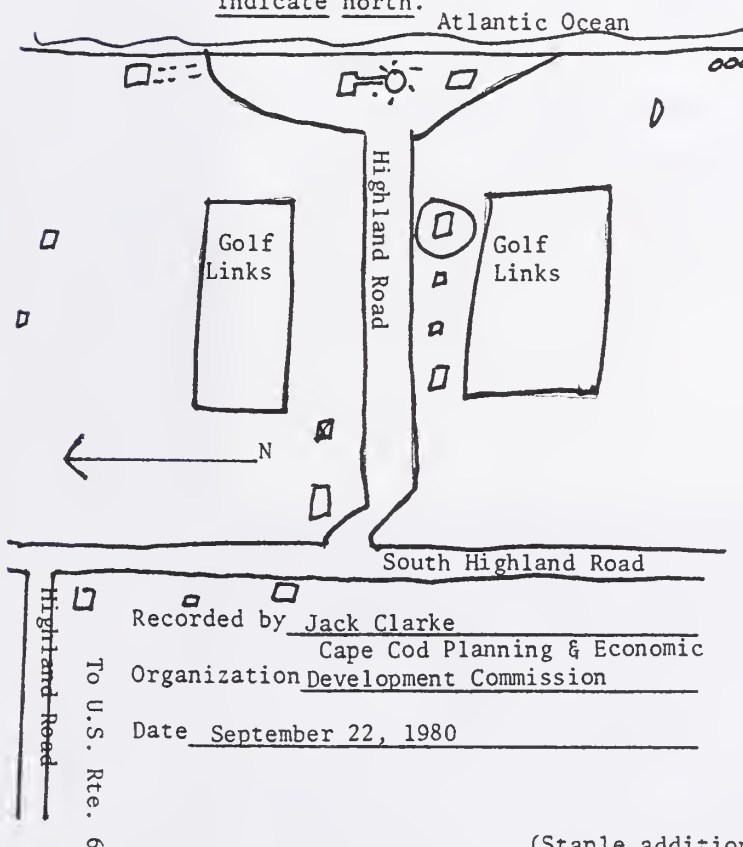 indicate north.
Atlantic Ocean
Highland Road
Golf
Links
Golf
Links
N
South Highland Road
Highland Road
To U.S. Rte. 6
Recorded by Jack Clarke
Cape Cod Planning & Economic
Organization Development Commission
Date September 22, 1980
(Staple addition